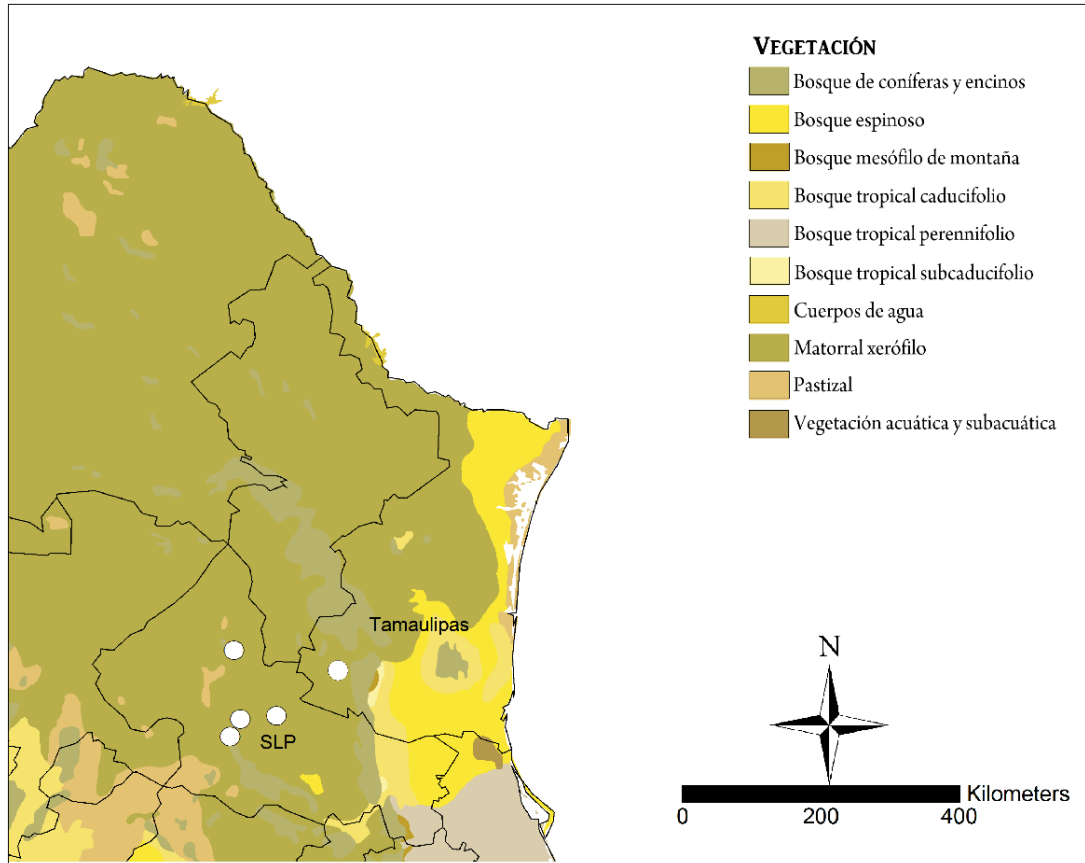 VEGETACIÓN
Bosque de coníferas y encinos
Bosque espinoso
Bosque mesófilo de montaña
Bosque tropical caducifolio
Bosque tropical perennifolio
Bosque tropical subcaducifolio
Cuerpos de agua
Matorral xerófilo
Pastizal
Vegetación acuática y subacuática
Tamaulipas
SLP
N
Kilometers
0 200 400